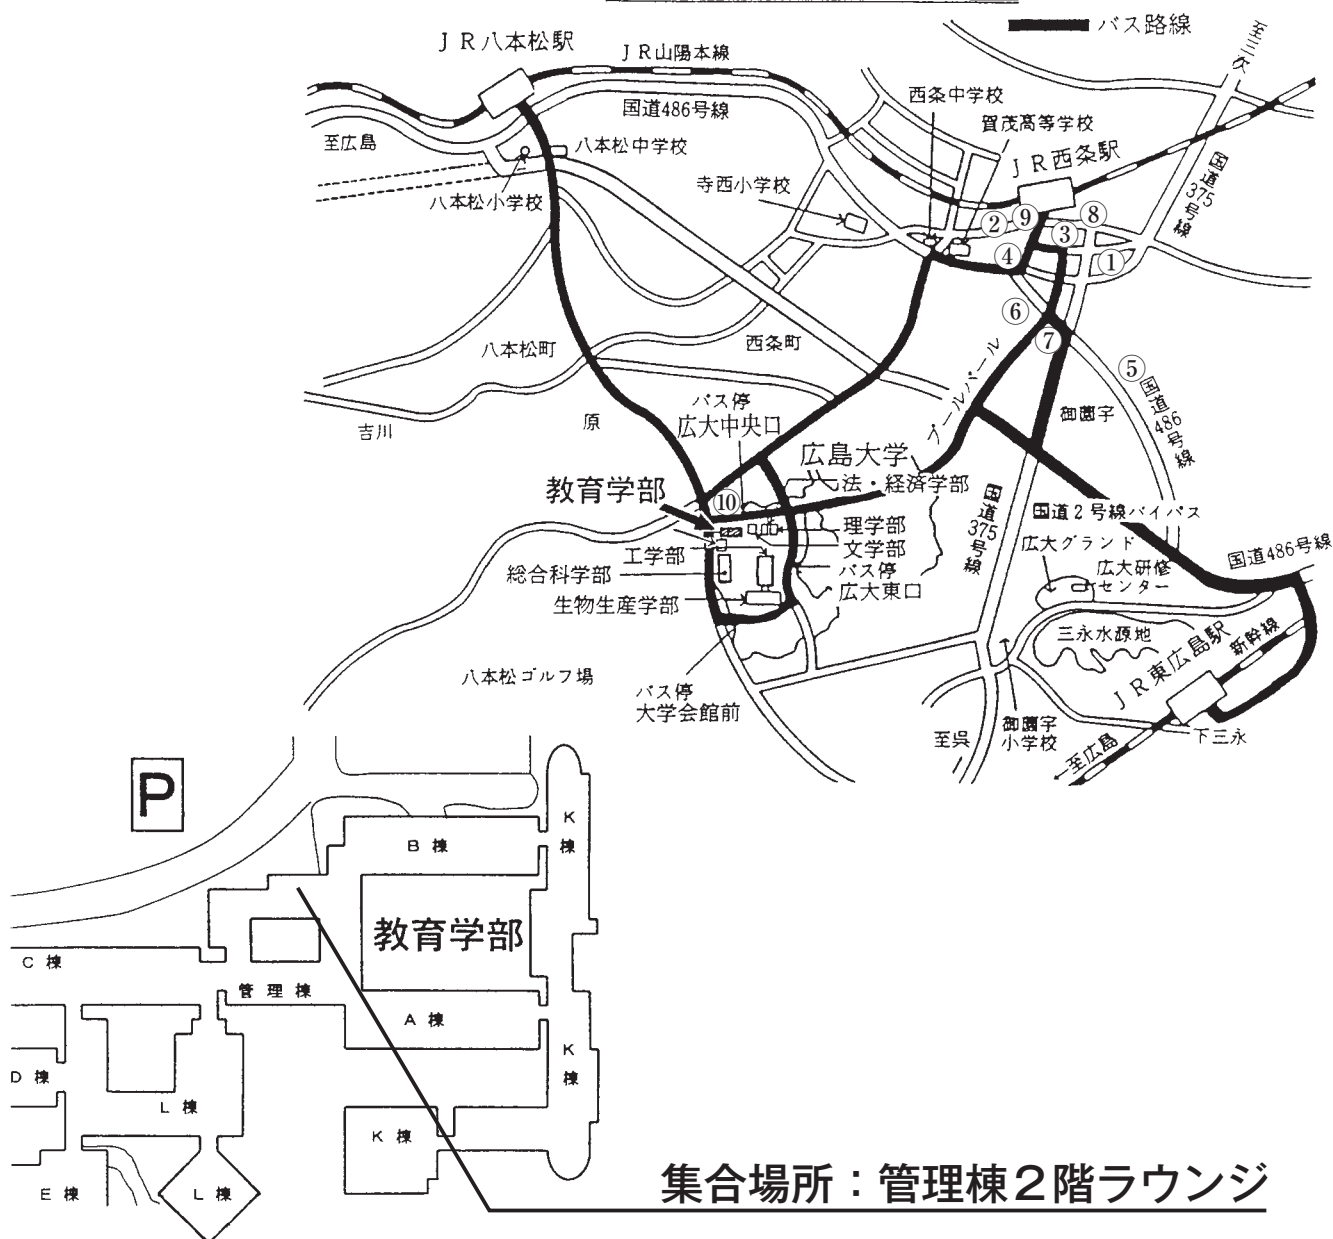 バス路線
JR八本松駅
JR山陽本線
至三次
国道486号線
西条中学校
賀茂高等学校
JR西条駅
至広島
八本松中学校
八本松小学校
寺西小学校
国道375号線
②
⑨
⑧
③
④
①
⑥
⑦
⑤
八本松町
西条町
ブールバール
国道486号線
御薗宇
吉川
原
バス停
広大中央口
広島大学
法・経済学部
教育学部
⑩
国道375号線
国道2号線バイパス
理学部
文学部
工学部
総合科学部
生物生産学部
バス停
広大東口
広大グランド
広大研修
センター
国道486号線
三永水源地
JR東広島駅
新幹線
八本松ゴルフ場
バス停
大学会館前
至呉
御薗宇
小学校
至広島
下三永
P
B棟
K棟
教育学部
C棟
管理棟
A棟
K棟
D棟
L棟
K棟
E棟
L棟
集合場所：管理棟2階ラウンジ